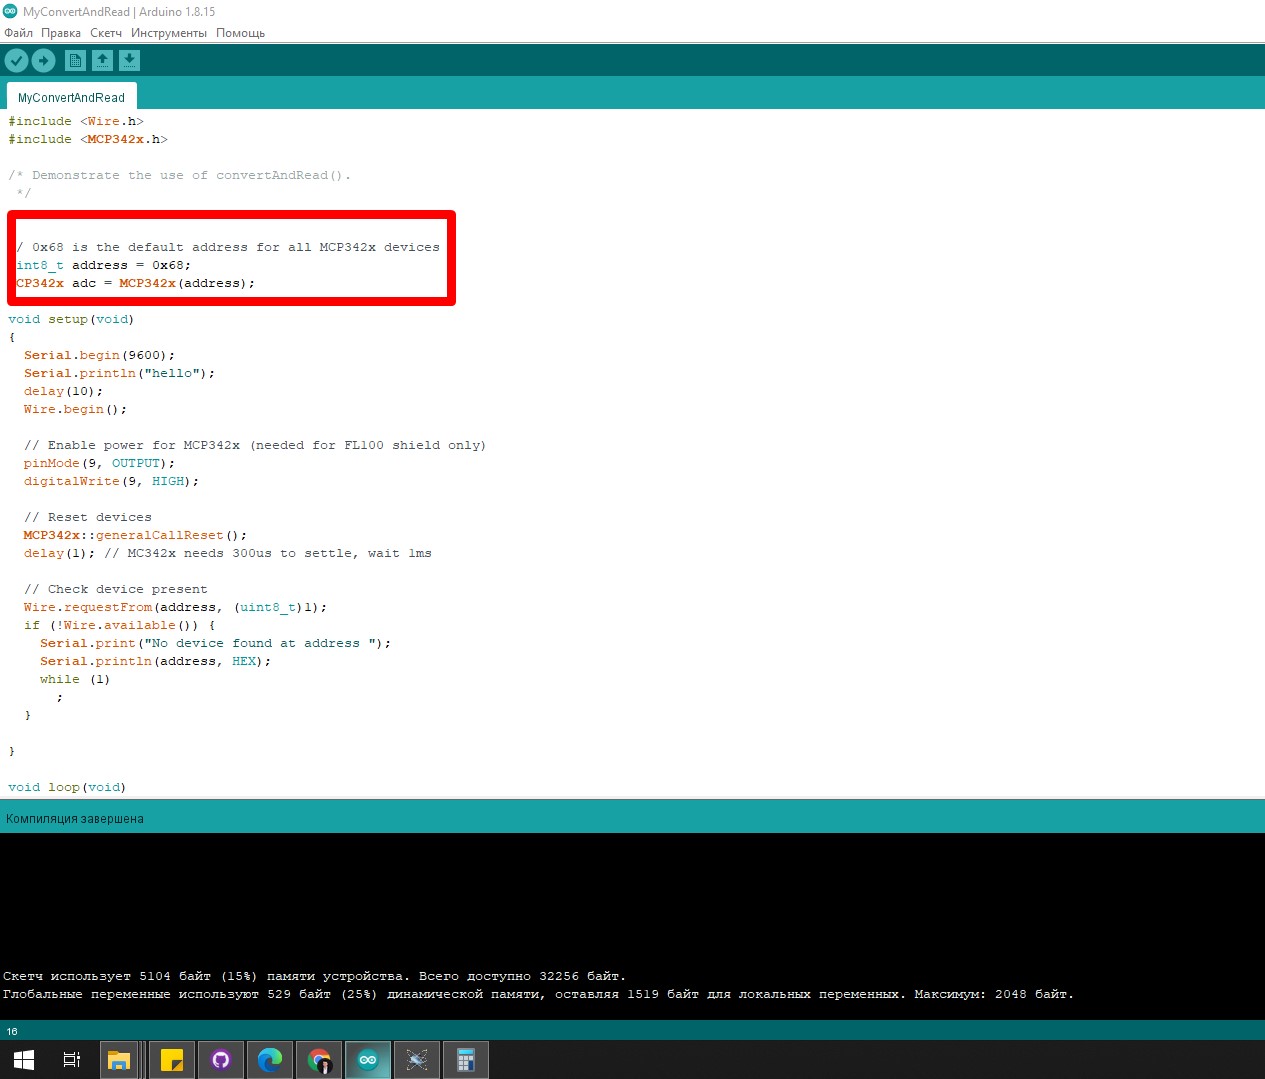 MyConvertAndRead | Arduino 1.8.15
Файл Правка Скетч Инструменты Помощь
MyConvertAndRead
#include <Wire.h>
#include <MCP342x.h>
/* Demonstrate the use of convertAndRead().
*/
/ 0x68 is the default address for all MCP342x devices
int8_t address = 0x68;
CP342x adc = MCP342x(address);
void setup(void)
{
Serial.begin(9600);
Serial.println("hello");
delay(10);
Wire.begin();
// Enable power for MCP342x (needed for FL100 shield only)
pinMode(9, OUTPUT);
digitalWrite(9, HIGH);
// Reset devices
MCP342x::generalCallReset();
delay(1); // MC342x needs 300us to settle, wait 1ms
// Check device present
Wire.requestFrom(address, (uint8_t)1);
if (!Wire.available()) {
Serial.print("No device found at address ");
Serial.println(address, HEX);
while (1)
;
}
}
void loop(void)
Компиляция завершена
Скетч использует 5104 байт (15%) памяти устройства. Всего доступно 32256 байт.
Глобальные переменные используют 529 байт (25%) динамической памяти, оставляя 1519 байт для локальных переменных. Максимум: 2048 байт.
16